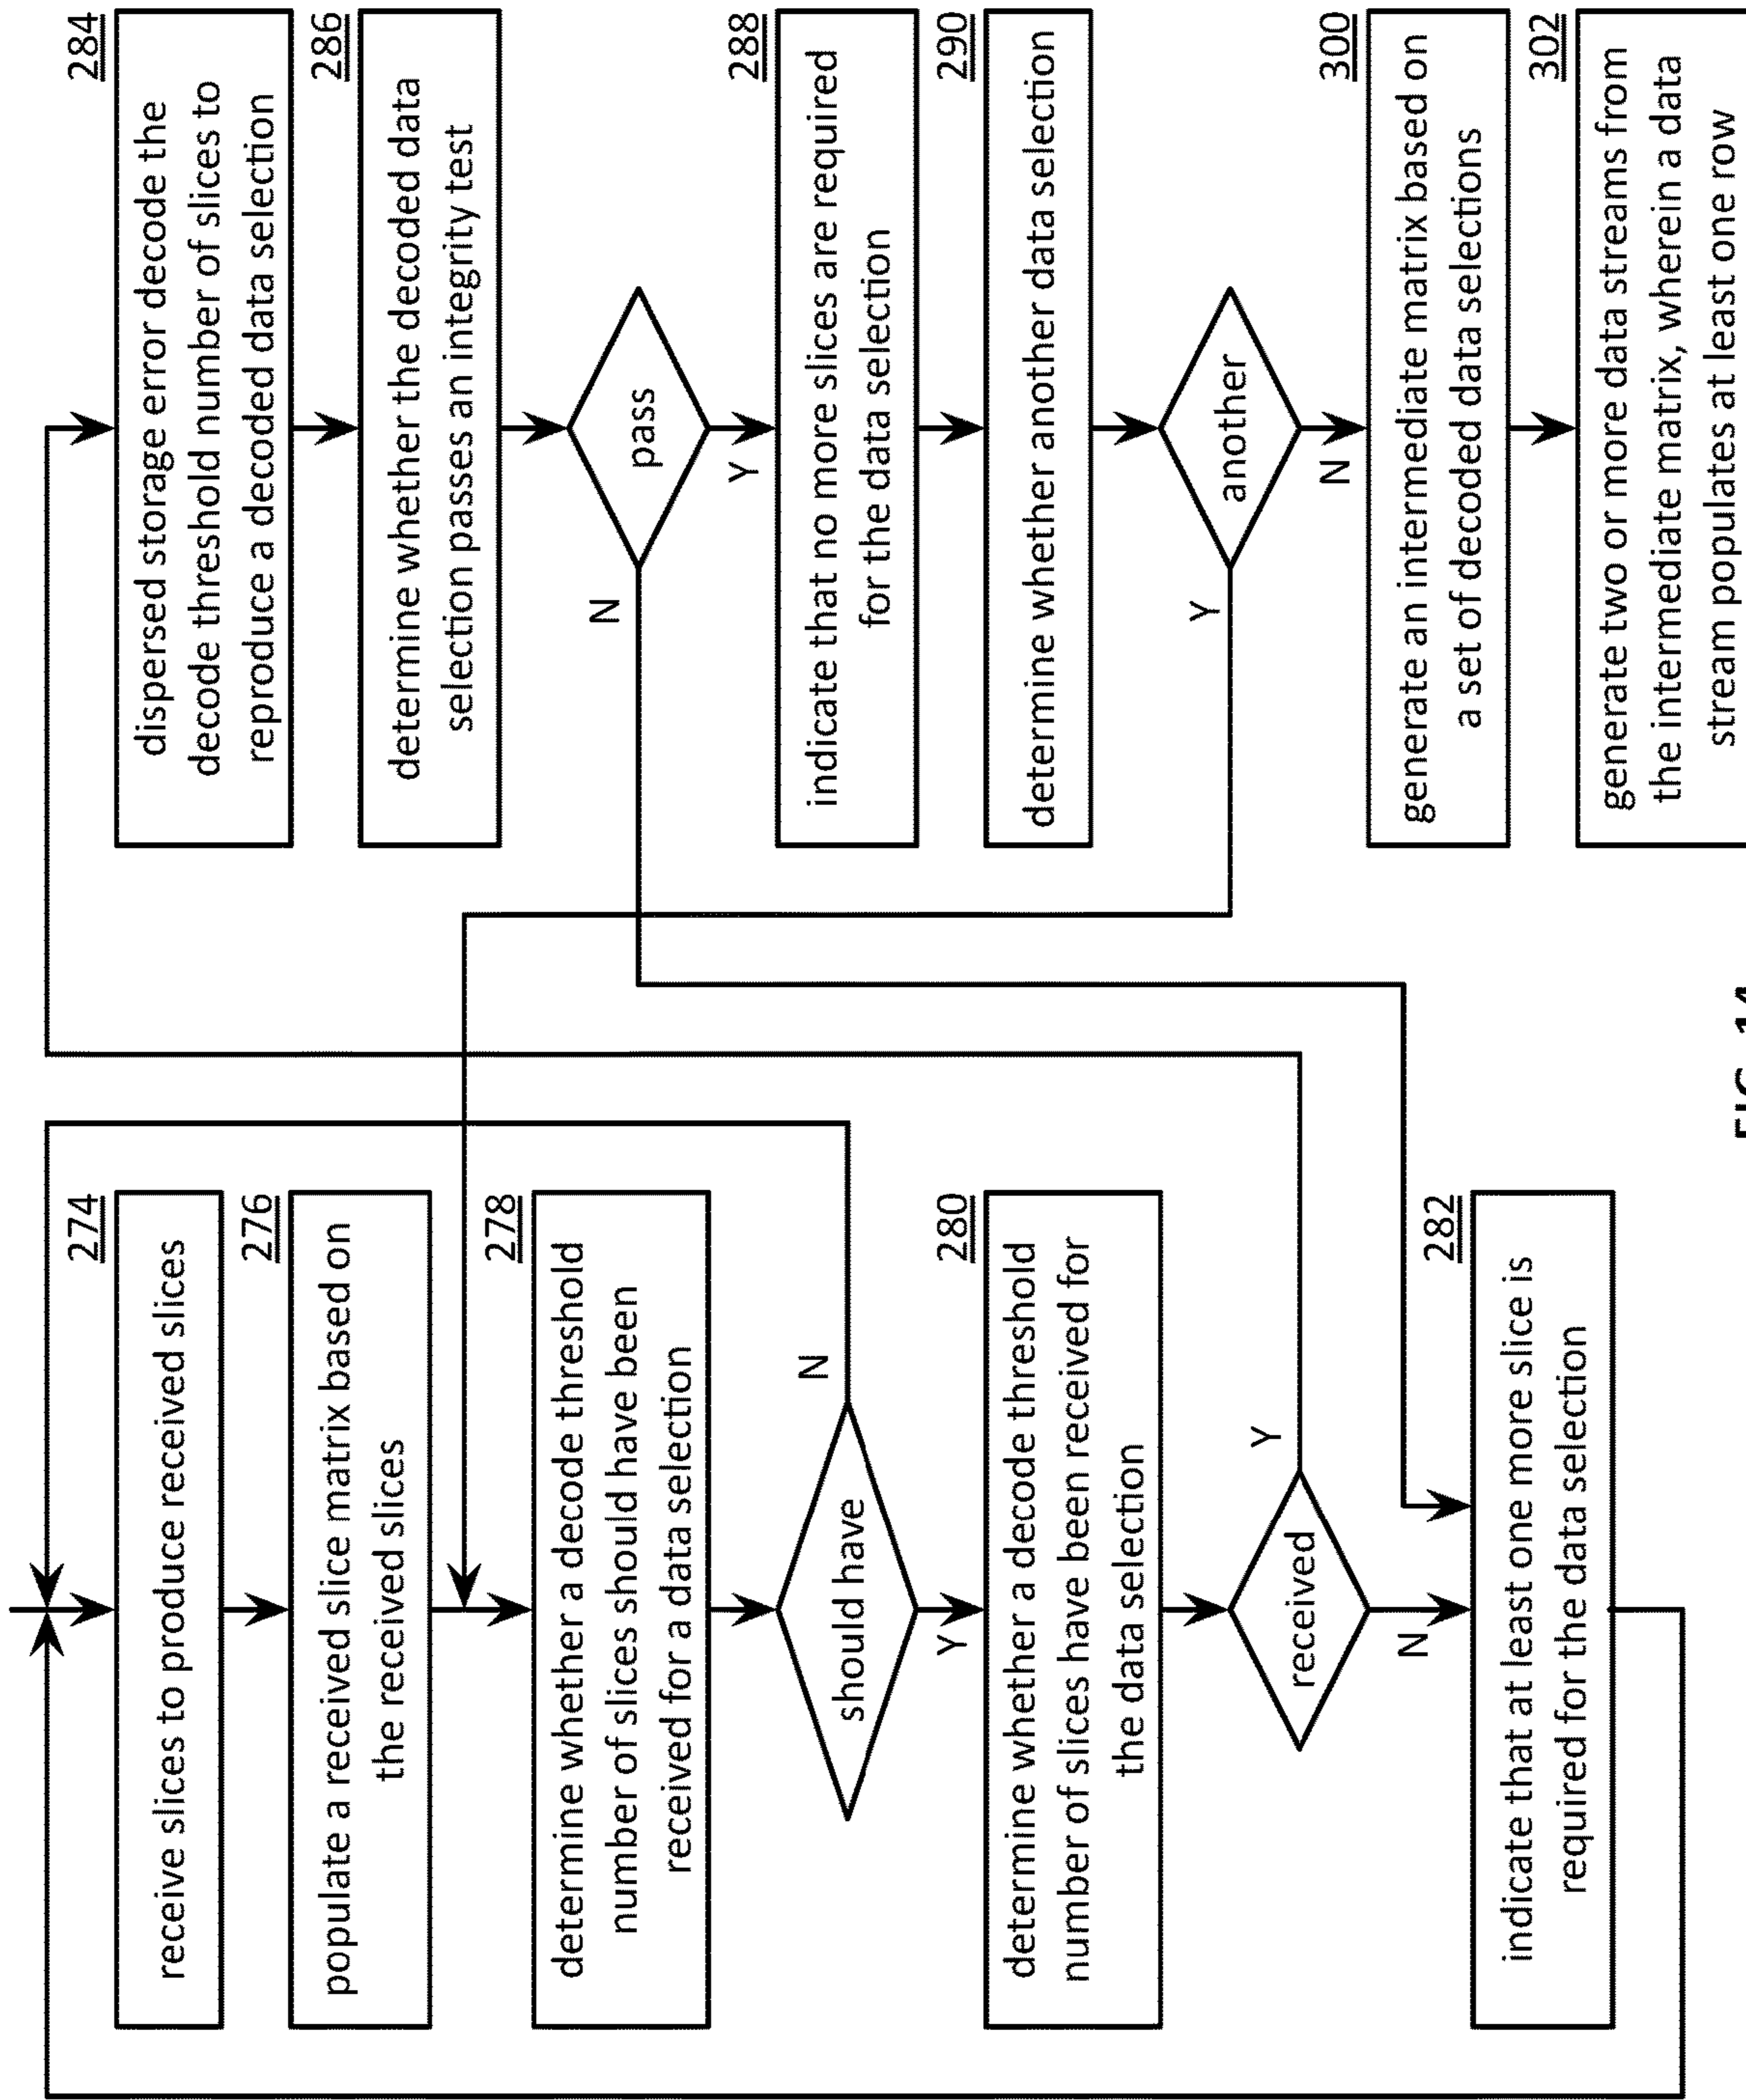 274
receive slices to produce received slices
276
populate a received slice matrix based on
the received slices
278
determine whether a decode threshold
number of slices should have been
received for a data selection
should have
N
Y
280
determine whether a decode threshold
number of slices have been received for
the data selection
received
Y
N
282
indicate that at least one more slice is
required for the data selection
284
dispersed storage error decode the
decode threshold number of slices to
reproduce a decoded data selection
286
determine whether the decoded data
selection passes an integrity test
pass
N
Y
288
indicate that no more slices are required
for the data selection
290
determine whether another data selection
another
Y
N
300
generate an intermediate matrix based on
a set of decoded data selections
302
generate two or more data streams from
the intermediate matrix, wherein a data
stream populates at least one row